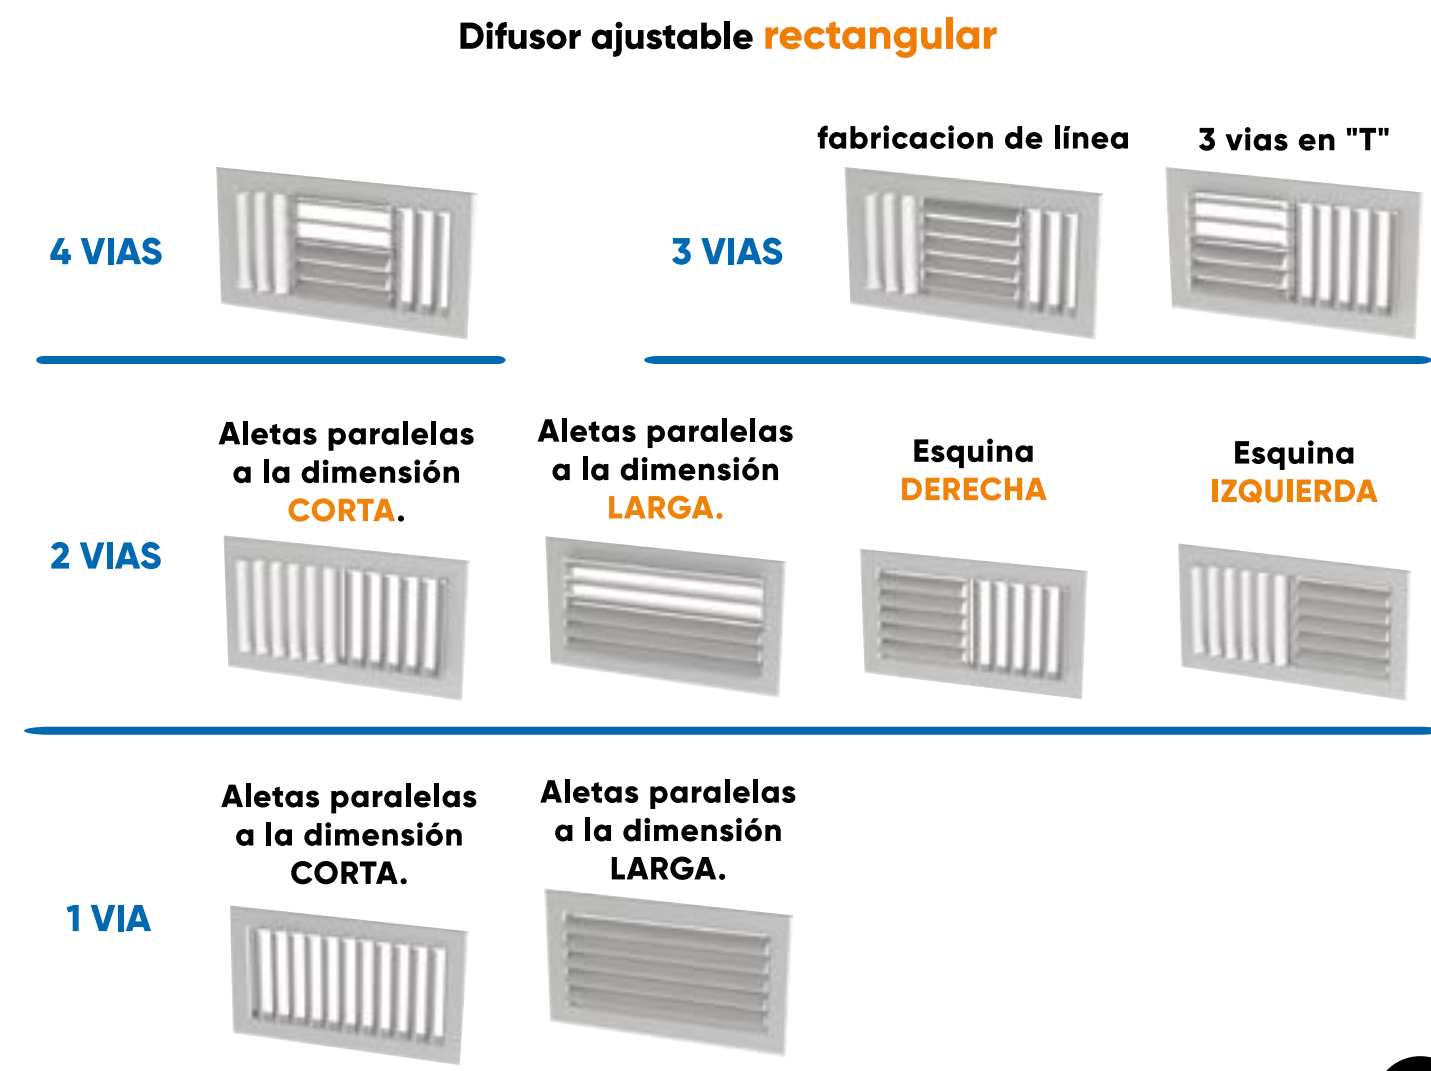 Difusor ajustable rectangular
fabricacion de línea
3 vias en "T"
4 VIAS
3 VIAS
Aletas paralelas
a la dimensión
CORTA.
Aletas paralelas
a la dimensión
LARGA.
Esquina
DERECHA
Esquina
IZQUIERDA
2 VIAS
Aletas paralelas
a la dimensión
CORTA.
Aletas paralelas
a la dimensión
LARGA.
1 VIA